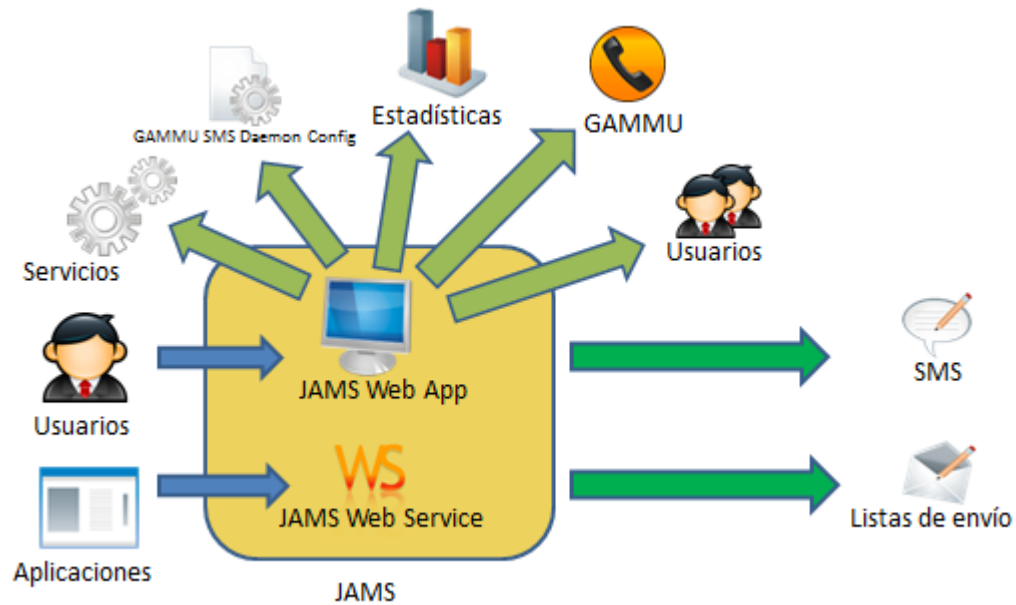 Estadísticas
GAMMU
GAMMU SMS Daemon Config
Servicios
Usuarios
Usuarios
JAMS Web App
SMS
WS
JAMS Web Service
Listas de envío
Aplicaciones
JAMS